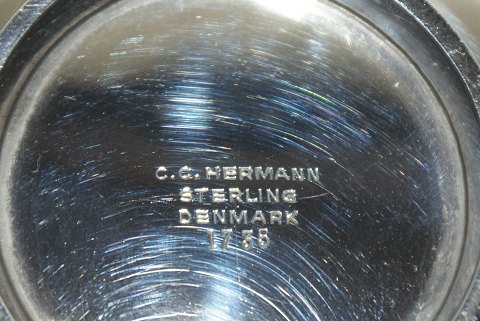 C.C. HERMANN
STERLING
DENMARK
1735